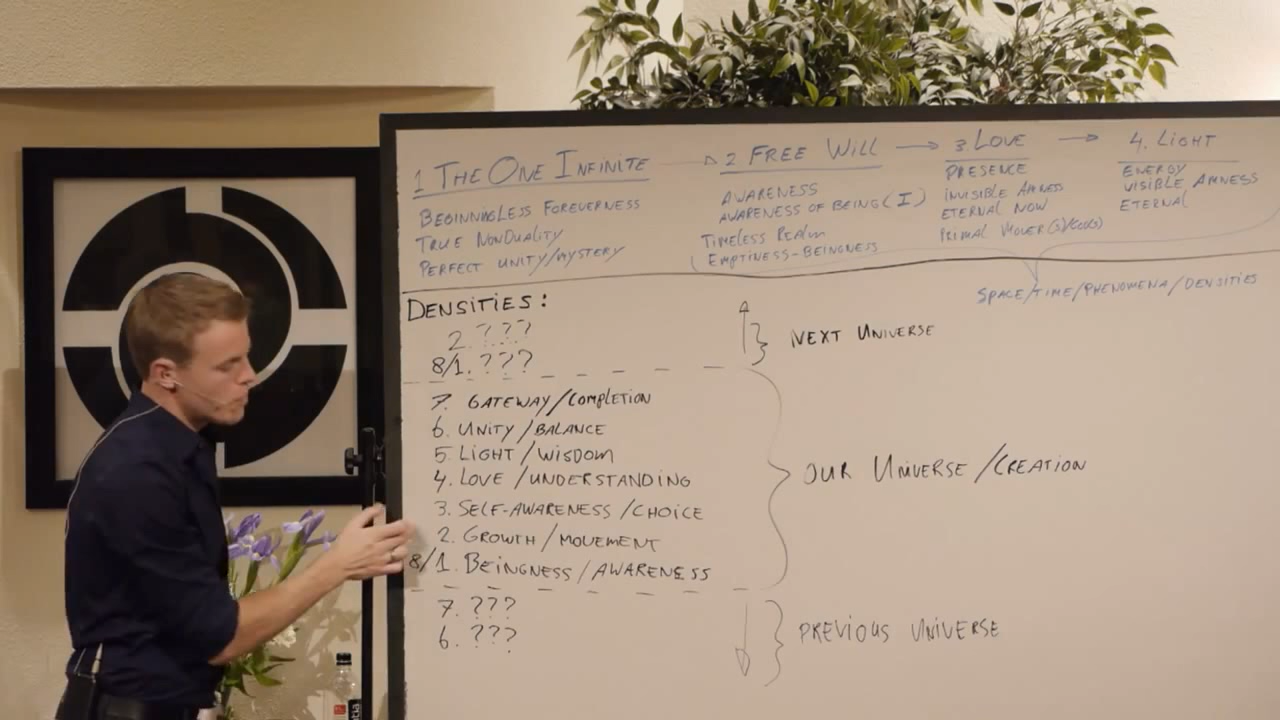 1 THE ONE INFINITE
BEGINNINGLESS FOREVERNESS
TRUE NONDUALITY
PERFECT UNITY/MYSTERY
2 FREE WILL
AWARENESS
AWARENESS OF BEING (I)
TIMELESS REALM
EMPTINESS-BEINGNESS
3 LOVE
PRESENCE
INVISIBLE AMNESS
ETERNAL NOW
PRIMAL MOVER(S)/GOD(S)
4. LIGHT
ENERGY
VISIBLE AMNESS
ETERNAL
SPACE/TIME/PHENOMENA/DENSITIES
DENSITIES:
2. ???
8/1. ???
NEXT UNIVERSE
7. GATEWAY/COMPLETION
6. UNITY/BALANCE
5. LIGHT/WISDOM
4. LOVE/UNDERSTANDING
3. SELF-AWARENESS/CHOICE
2. GROWTH/MOVEMENT
8/1. BEINGNESS/AWARENESS
OUR UNIVERSE/CREATION
7. ???
6. ???
PREVIOUS UNIVERSE